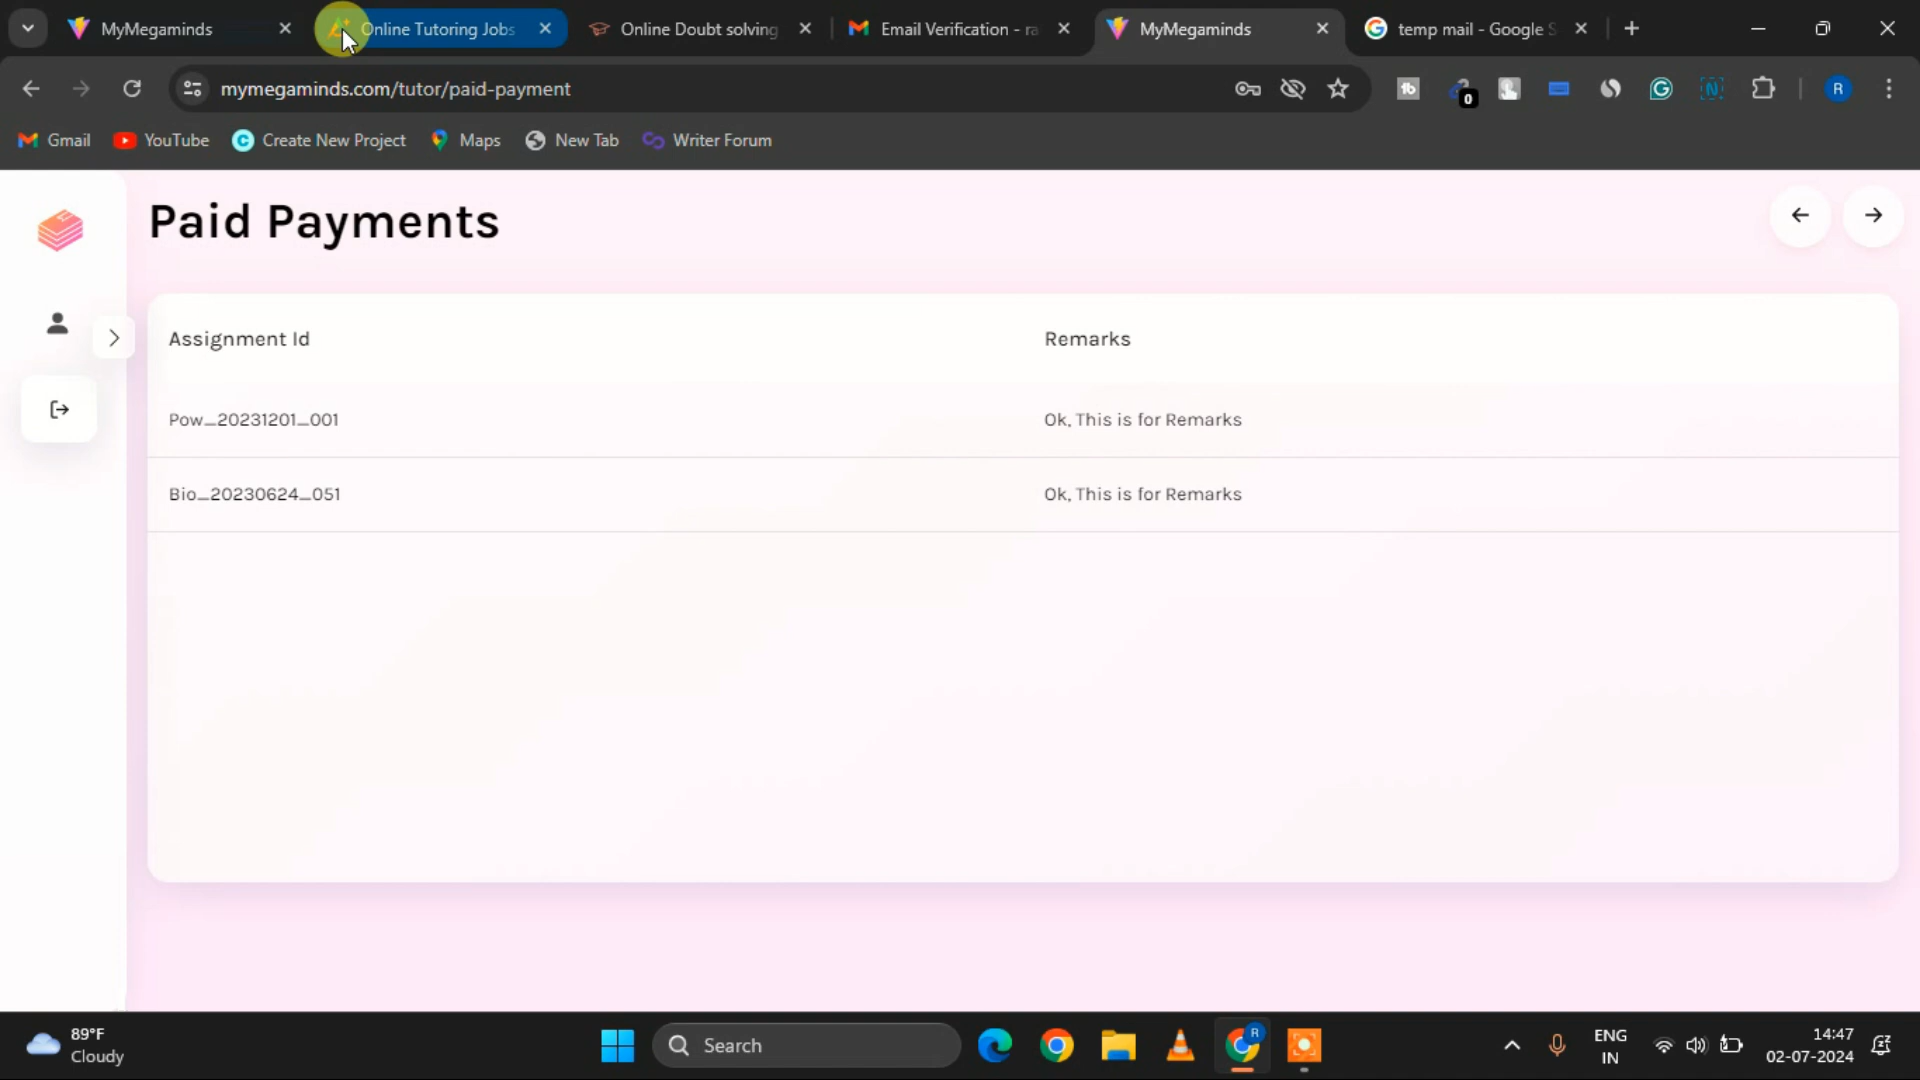 MyMegaminds
Online Tutoring Jobs
Online Doubt solving
Email Verification - ra
MyMegaminds
temp mail - Google S
mymegaminds.com/tutor/paid-payment
0
R
Gmail
YouTube
Create New Project
Maps
New Tab
Writer Forum
Paid Payments
Assignment Id
Remarks
Pow_20231201_001
Ok, This is for Remarks
Bio_20230624_051
Ok, This is for Remarks
89°F
Cloudy
Search
R
ENG
IN
14:47
02-07-2024